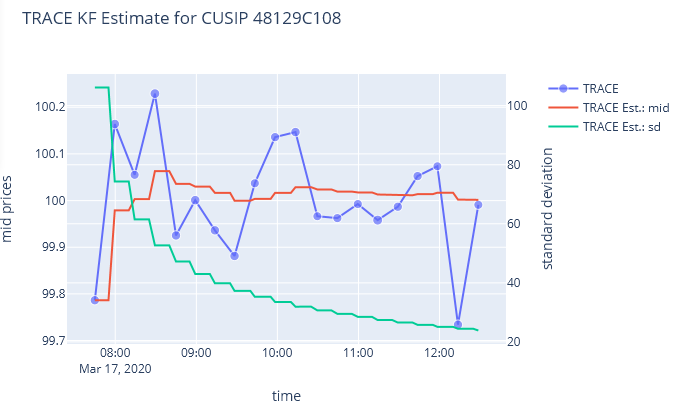 TRACE KF Estimate for CUSIP 48129C108
TRACE
TRACE Est.: mid
TRACE Est.: sd
mid prices
100.2
100.1
100
99.9
99.8
99.7
standard deviation
100
80
60
40
20
08:00
09:00
10:00
11:00
12:00
Mar 17, 2020
time